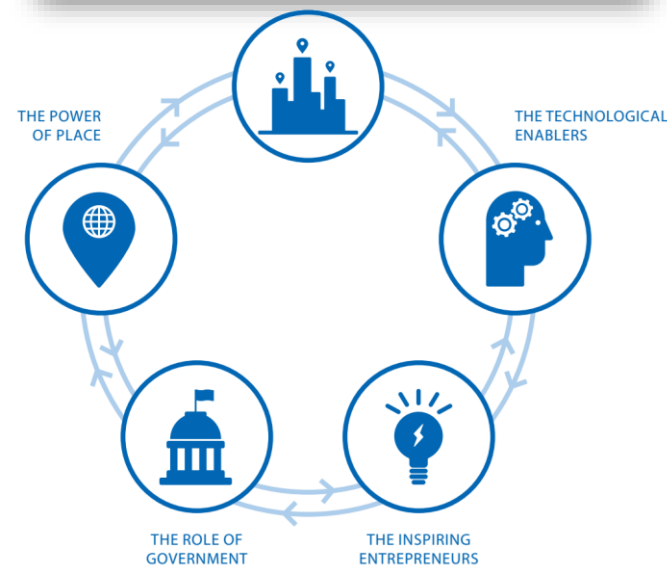 THE POWER
OF PLACE
THE TECHNOLOGICAL
ENABLERS
THE ROLE OF
GOVERNMENT
THE INSPIRING
ENTREPRENEURS